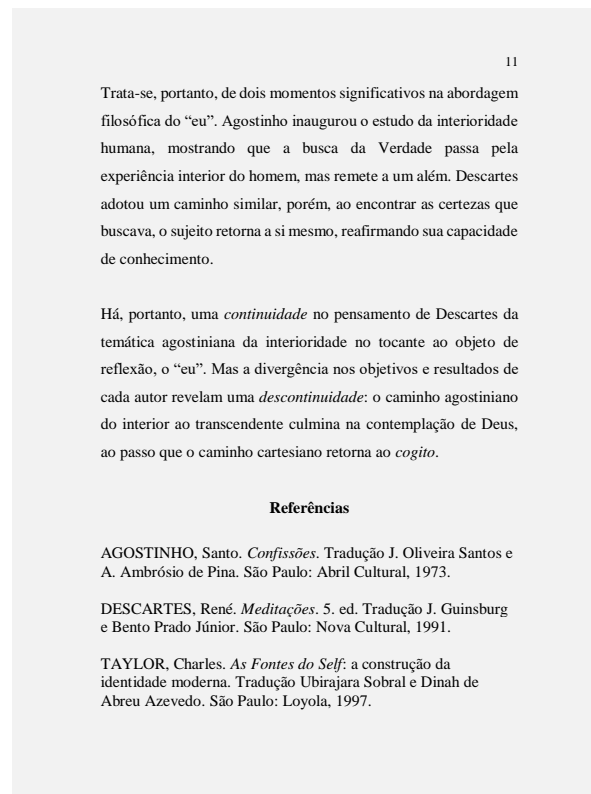 11
Trata-se, portanto, de dois momentos significativos na abordagem
filosófica do “eu”. Agostinho inaugurou o estudo da interioridade
humana, mostrando que a busca da Verdade passa pela
experiência interior do homem, mas remete a um além. Descartes
adotou um caminho similar, porém, ao encontrar as certezas que
buscava, o sujeito retorna a si mesmo, reafirmando sua capacidade
de conhecimento.
Há, portanto, uma continuidade no pensamento de Descartes da
temática agostiniana da interioridade no tocante ao objeto de
reflexão, o “eu”. Mas a divergência nos objetivos e resultados de
cada autor revelam uma descontinuidade: o caminho agostiniano
do interior ao transcendente culmina na contemplação de Deus,
ao passo que o caminho cartesiano retorna ao cogito.
Referências
AGOSTINHO, Santo. Confissões. Tradução J. Oliveira Santos e
A. Ambrósio de Pina. São Paulo: Abril Cultural, 1973.
DESCARTES, René. Meditações. 5. ed. Tradução J. Guinsburg
e Bento Prado Júnior. São Paulo: Nova Cultural, 1991.
TAYLOR, Charles. As Fontes do Self: a construção da
identidade moderna. Tradução Ubirajara Sobral e Dinah de
Abreu Azevedo. São Paulo: Loyola, 1997.